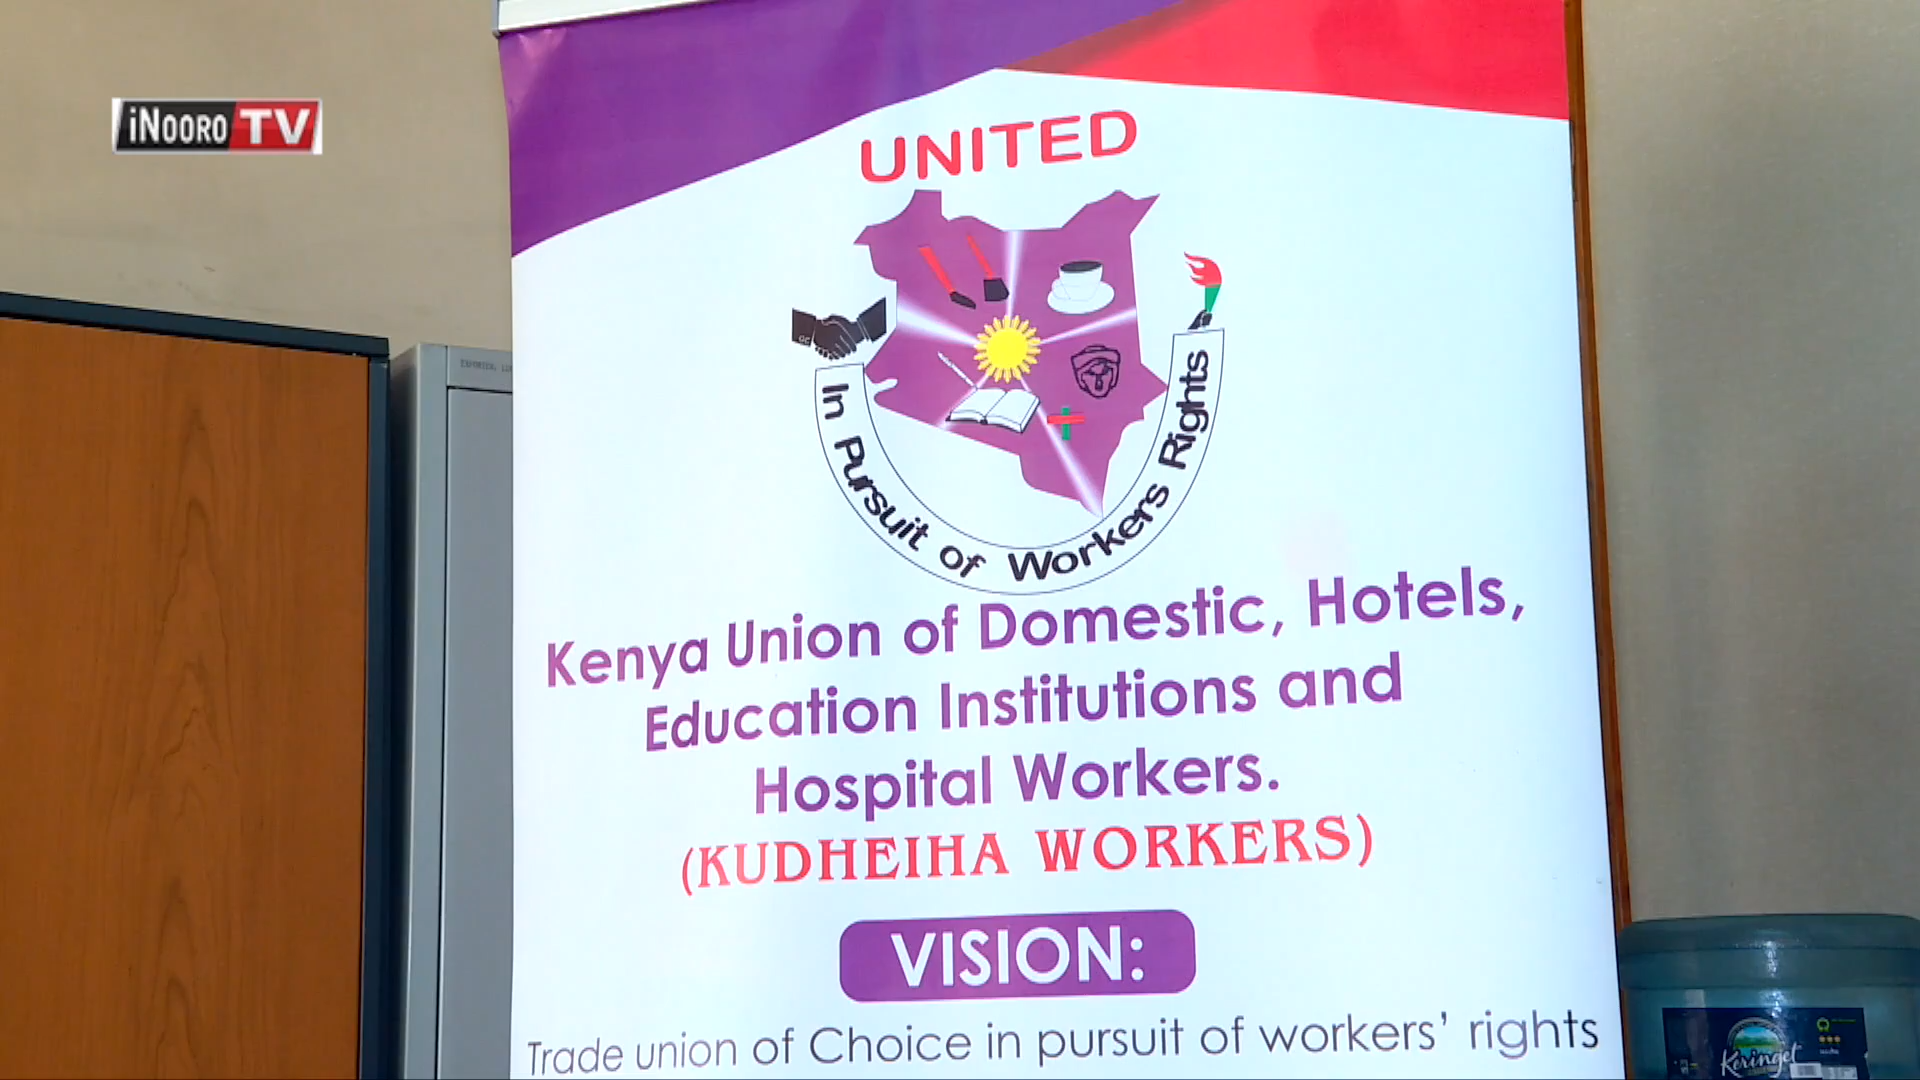 iNOORO TV
UNITED
In Pursuit of Workers Rights
Kenya Union of Domestic, Hotels,
Education Institutions and
Hospital Workers.
(KUDHEIHA WORKERS)
VISION:
Trade union of Choice in pursuit of workers' rights
Keringet